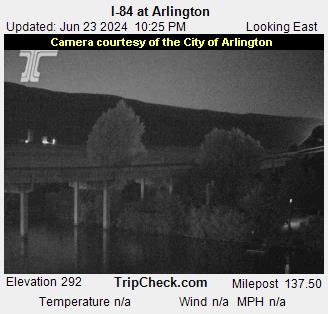 I-84 at Arlington
Updated: Jun 23 2024 10:25 PM Looking East
Camera courtesy of the City of Arlington
Elevation 292 TripCheck.com Milepost 137.50
Temperature n/a Wind n/a MPH n/a